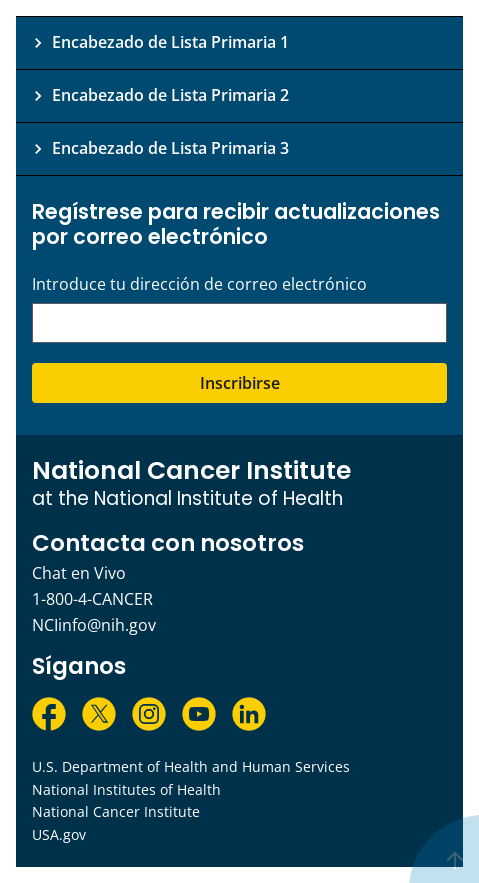 Encabezado de Lista Primaria 1
Encabezado de Lista Primaria 2
Encabezado de Lista Primaria 3
Regístrese para recibir actualizaciones
por correo electrónico
Introduce tu dirección de correo electrónico
Inscribirse
National Cancer Institute
at the National Institute of Health
Contacta con nosotros
Chat en Vivo
1-800-4-CANCER
NCIinfo@nih.gov
Síganos
U.S. Department of Health and Human Services
National Institutes of Health
National Cancer Institute
USA.gov